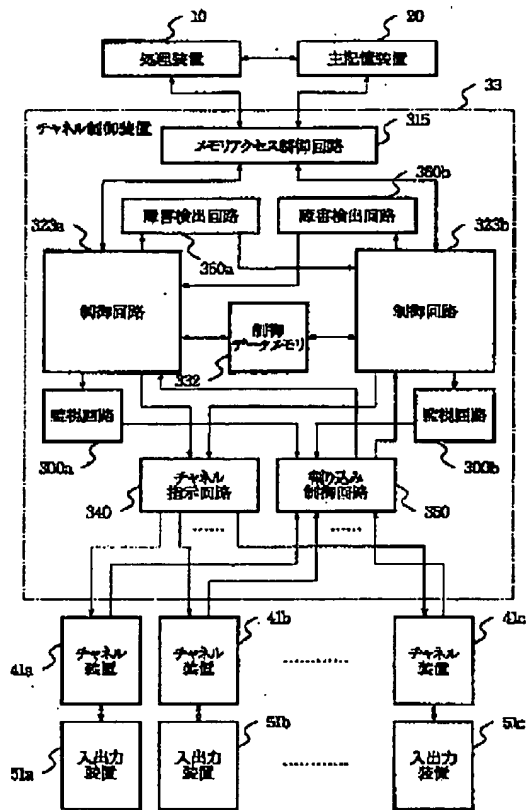 10
20
処理装置
主記憶装置
33
チャネル制御装置
315
メモリアクセス制御回路
360b
323a
障害検出回路
障害検出回路
323b
360a
制御回路
制御
データメモリ
制御回路
332
監視回路
監視回路
300a
チャネル
指示回路
割り込み
制御回路
300b
340
350
......
......
41a
チャネル
装置
41b
チャネル
装置
............
41c
チャネル
装置
51a
入出力
装置
51b
入出力
装置
............
51c
入出力
装置